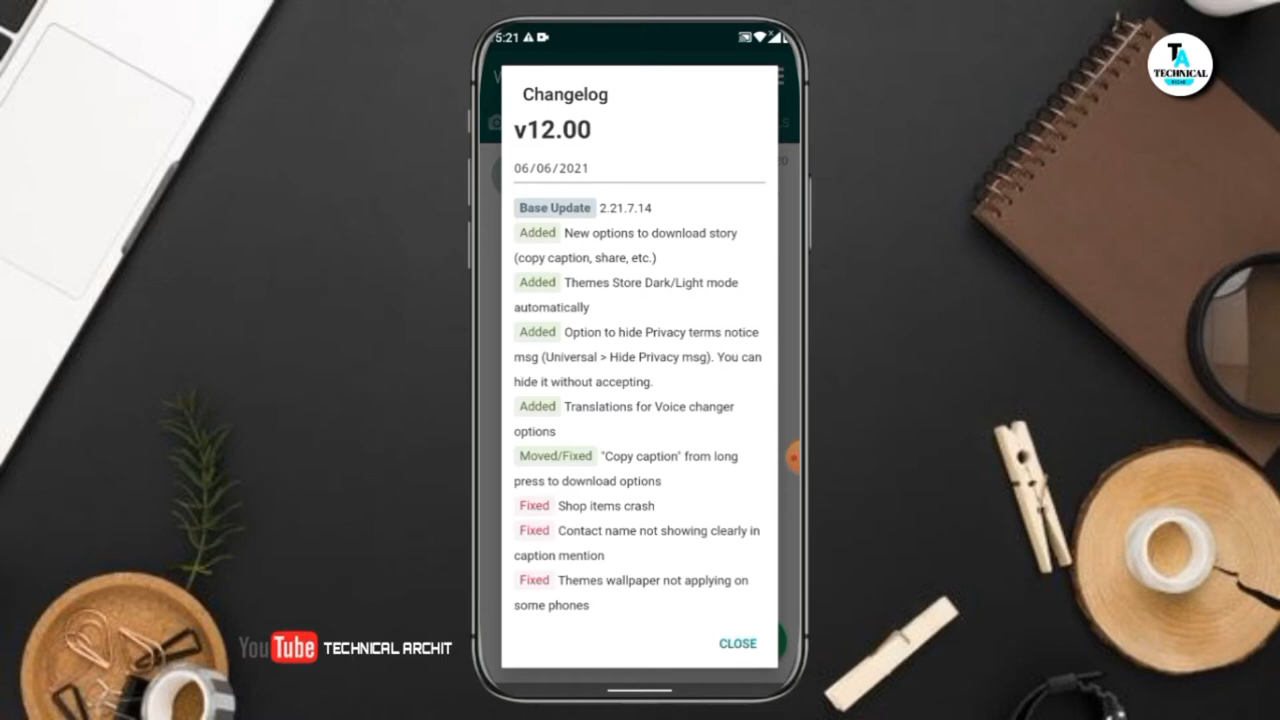 5:21
TA
TECHNICAL
Changelog
v12.00
06/06/2021
Base Update 2.21.7.14
Added New options to download story
(copy caption, share, etc.)
Added Themes Store Dark/Light mode
automatically
Added Option to hide Privacy terms notice
msg (Universal > Hide Privacy msg). You can
hide it without accepting.
Added Translations for Voice changer
options
Moved/Fixed "Copy caption" from long
press to download options
Fixed Shop items crash
Fixed Contact name not showing clearly in
caption mention
Fixed Themes wallpaper not applying on
some phones
CLOSE
YouTube TECHNICAL ARCHIT